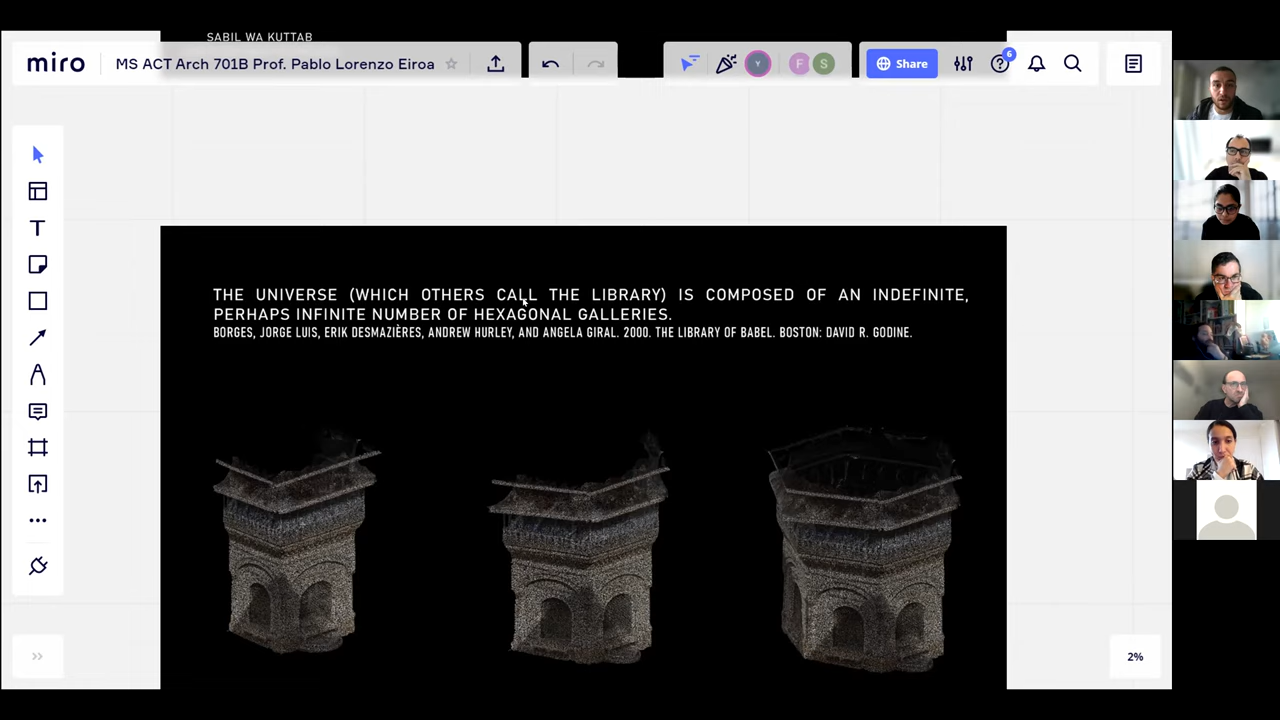 SABIL WA KUTTAB
miro
MS ACT Arch 701B Prof. Pablo Lorenzo Eiroa
Y
F
S
Share
6
THE UNIVERSE (WHICH OTHERS CALL THE LIBRARY) IS COMPOSED OF AN INDEFINITE,
PERHAPS INFINITE NUMBER OF HEXAGONAL GALLERIES.
BORGES, JORGE LUIS, ERIK DESMAZIÈRES, ANDREW HURLEY, AND ANGELA GIRAL. 2000. THE LIBRARY OF BABEL. BOSTON: DAVID R. GODINE.
2%